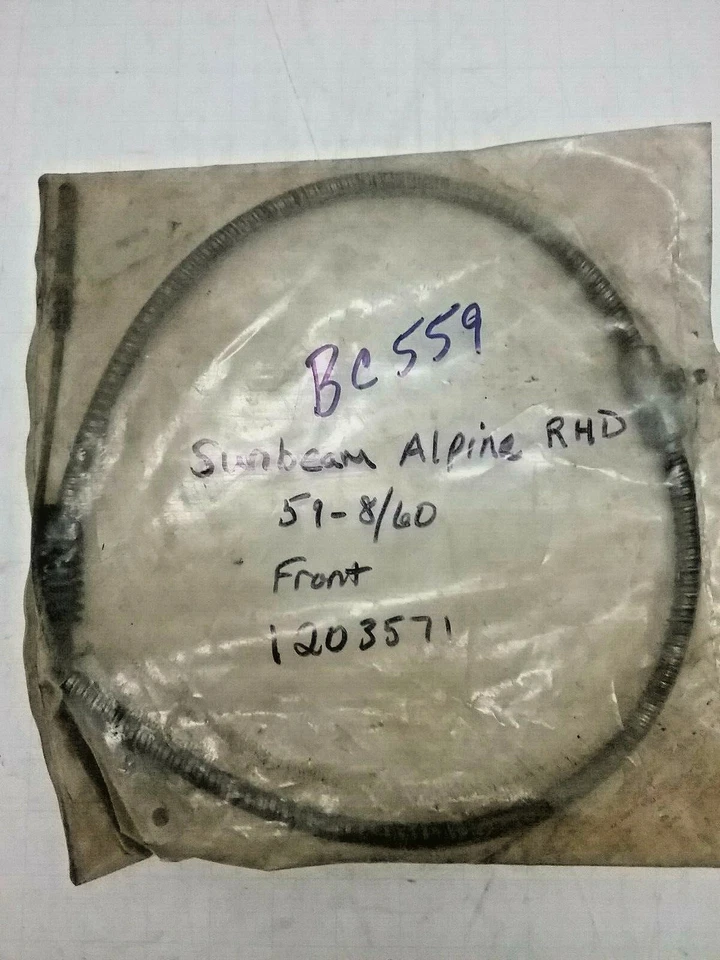 BC559
Sunbeam Alpine RHD
59-8/60
Front
1203571